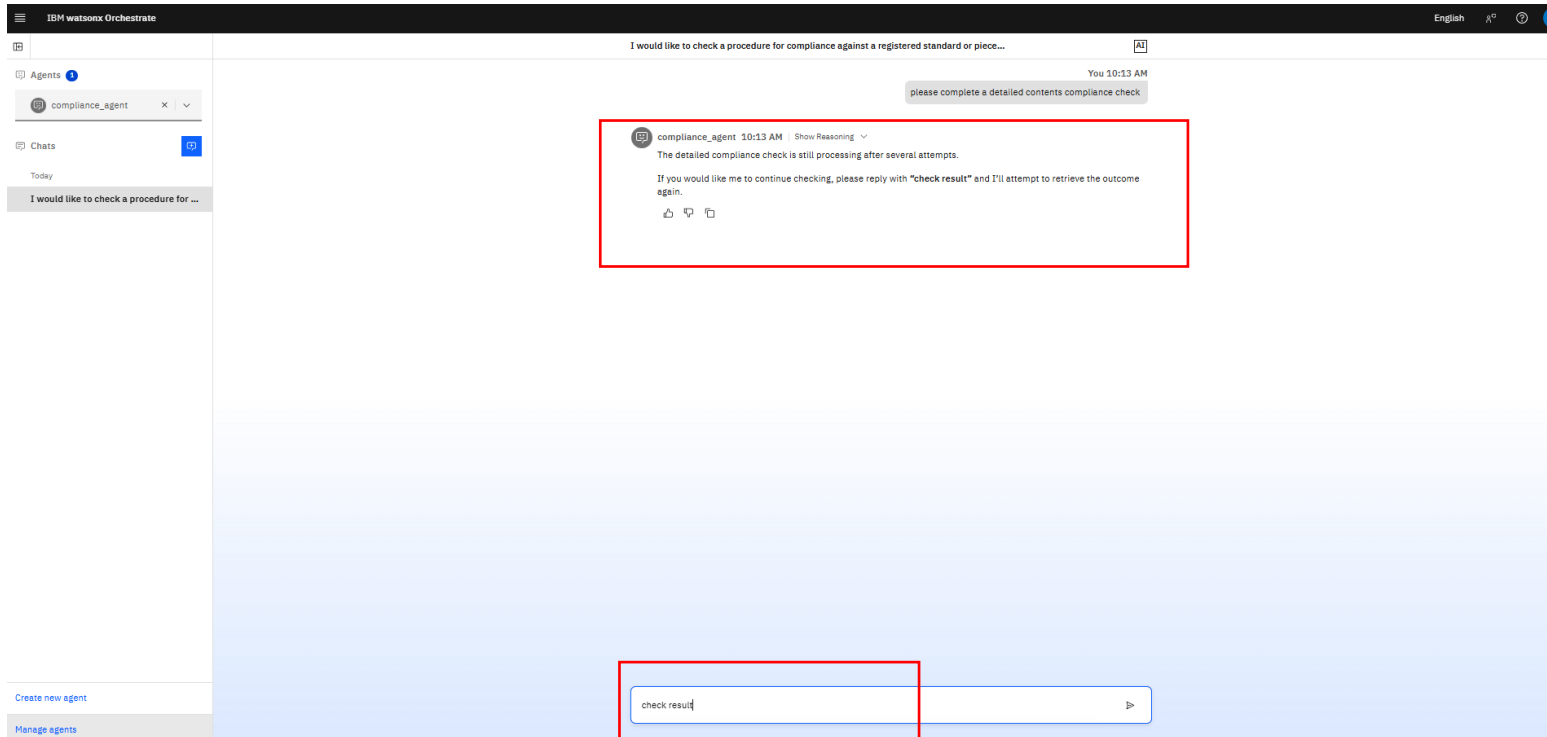 IBM watsonx Orchestrate
English
I would like to check a procedure for compliance against a registered standard or piece...
AI
Agents 1
compliance_agent
Chats
Today
I would like to check a procedure for ...
You 10:13 AM
please complete a detailed contents compliance check
compliance_agent 10:13 AM Show Reasoning
The detailed compliance check is still processing after several attempts.
If you would like me to continue checking, please reply with “check result” and I'll attempt to retrieve the outcome
again.
check result
Create new agent
Manage agents